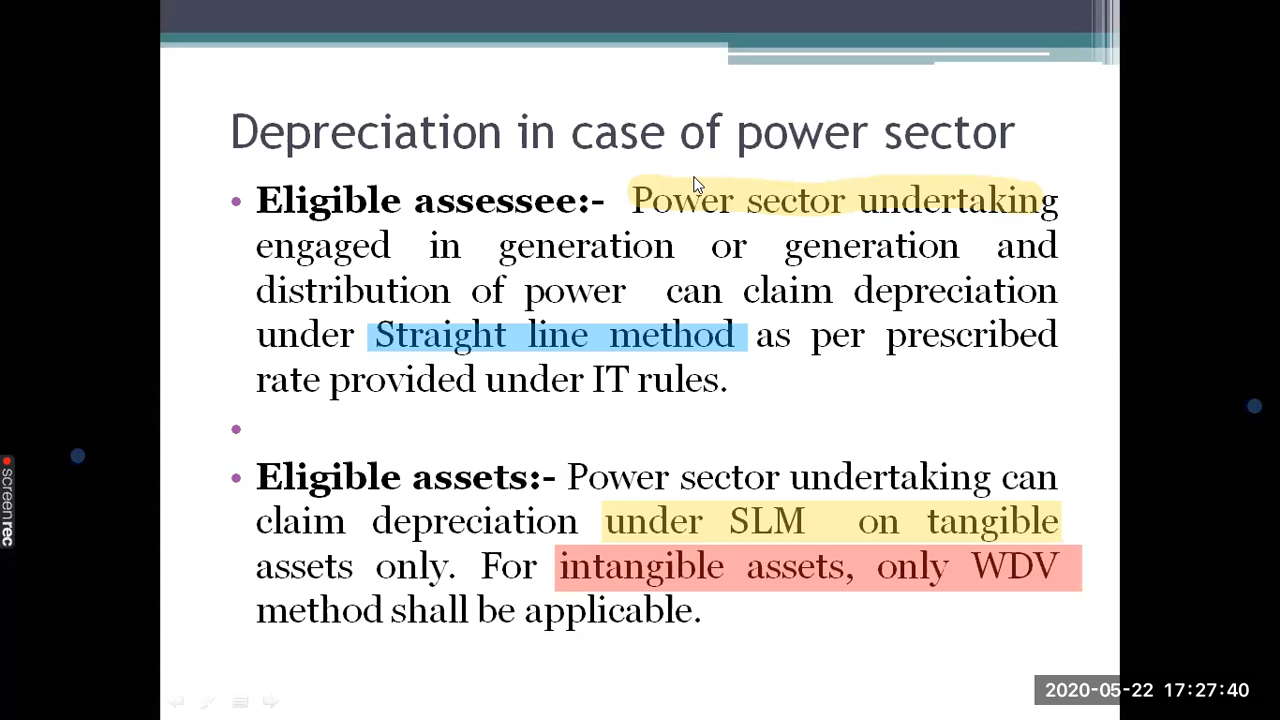 Depreciation in case of power sector
• Eligible assessee:- Power sector undertaking
engaged in generation or generation and
distribution of power can claim depreciation
under Straight line method as per prescribed
rate provided under IT rules.
•
• Eligible assets:- Power sector undertaking can
claim depreciation under SLM on tangible
assets only. For intangible assets, only WDV
method shall be applicable.
screenrec
2020-05-22 17:27:40